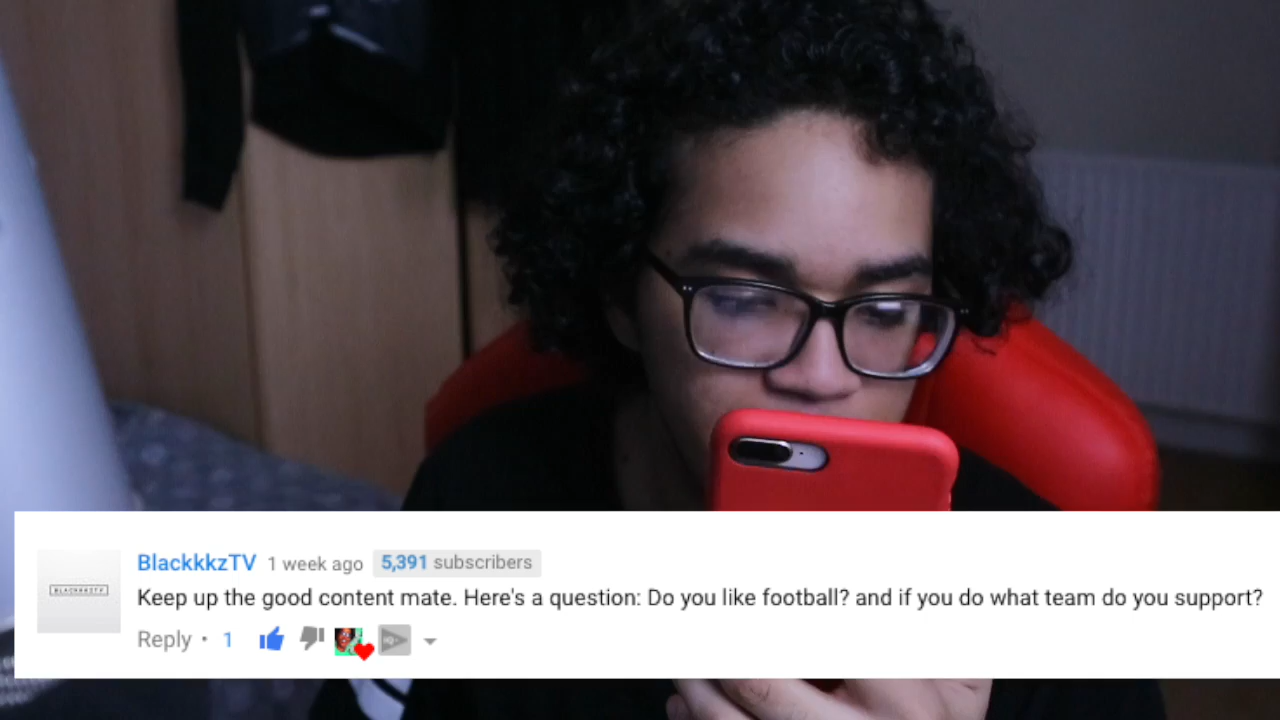 BLACKKKZTV
BlackkkzTV 1 week ago 5,391 subscribers
Keep up the good content mate. Here's a question: Do you like football? and if you do what team do you support?
Reply • 1